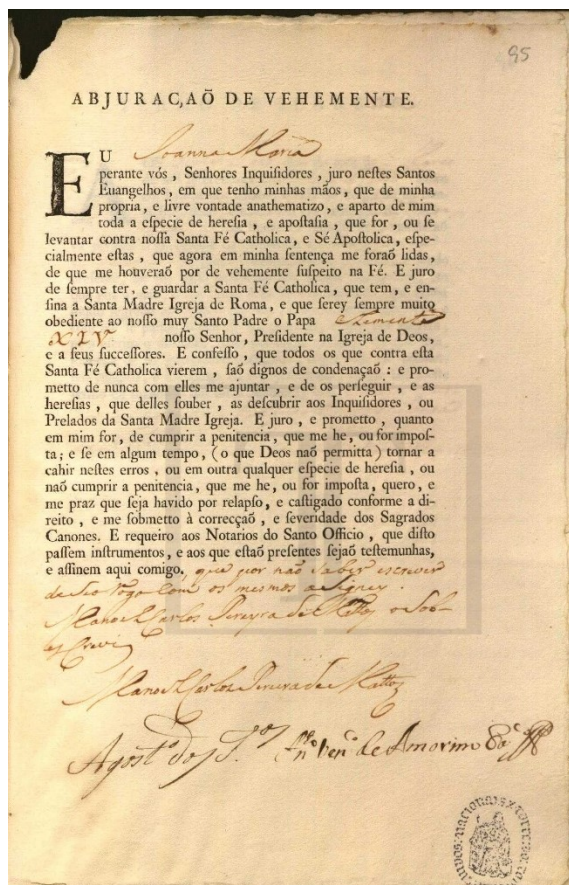 95
ABJURAC,AÕ DE VEHEMENTE.
EU Joanna Maria
perante vós, Senhores Inquiſidores, juro neſtes Santos
Euangelhos, em que tenho minhas mãos, que de minha
propria, e livre vontade anathematizo, e aparto de mim
toda a eſpecie de hereſia, e apoſtaſia, que for, ou ſe
levantar contra noſſa Santa Fé Catholica, e Sé Apoſtolica, eſpe-
cialmente eſtas, que agora em minha ſentença me foraõ lidas,
de que me houveraõ por de vehemente ſuſpeito na Fé. E juro
de ſempre ter, e guardar a Santa Fé Catholica, que tem, e en-
ſina a Santa Madre Igreja de Roma, e que ſerey ſempre muito
obediente ao noſſo muy Santo Padre o Papa Clemente
XIV noſſo Senhor, Preſidente na Igreja de Deos,
e a ſeus ſucceſſores. E confeſſo, que todos os que contra eſta
Santa Fé Catholica vierem, ſaõ dignos de condenaçaõ: e pro-
metto de nunca com elles me ajuntar, e de os perſeguir, e as
hereſias, que delles ſouber, as deſcubrir aos Inquiſidores, ou
Prelados da Santa Madre Igreja. E juro, e prometto, quanto
em mim for, de cumprir a penitencia, que me he, ou for impoſ-
ta; e ſe em algum tempo, (o que Deos naõ permitta) tornar a
cahir neſtes erros, ou em outra qualquer eſpecie de hereſia, ou
naõ cumprir a penitencia, que me he, ou for impoſta, quero, e
me praz que ſeja havido por relapſo, e caſtigado conforme a di-
reito, e me ſobmetto à correcçaõ, e ſeveridade dos Sagrados
Canones. E requeiro aos Notarios do Santo Officio, que diſto
paſſem inſtrumentos, e aos que eſtaõ preſentes ſejaõ teſtemunhas,
e aſſinem aqui comigo, que por não saber escrever
de seo rogo com os mesmos asigney.
Manoel Carlos Pereyra de Mattos o sob-
escrevi
Manoel Carlos Pereira de Mattos
Agost.º dos S.tos de Amorim